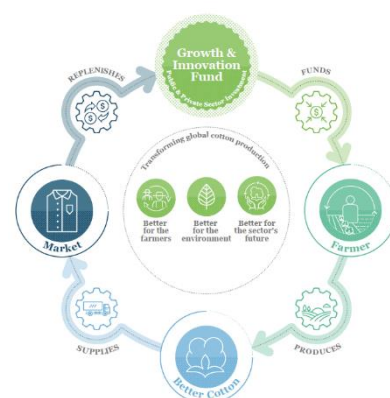 Growth &
Innovation
Fund
Public & Private Sector Investment
REPLENISHES
FUNDS
Transforming global cotton production
Better
for the
farmers
Better
for the
environment
Better for
the sector's
future
Market
Farmer
SUPPLIES
PRODUCES
Better Cotton